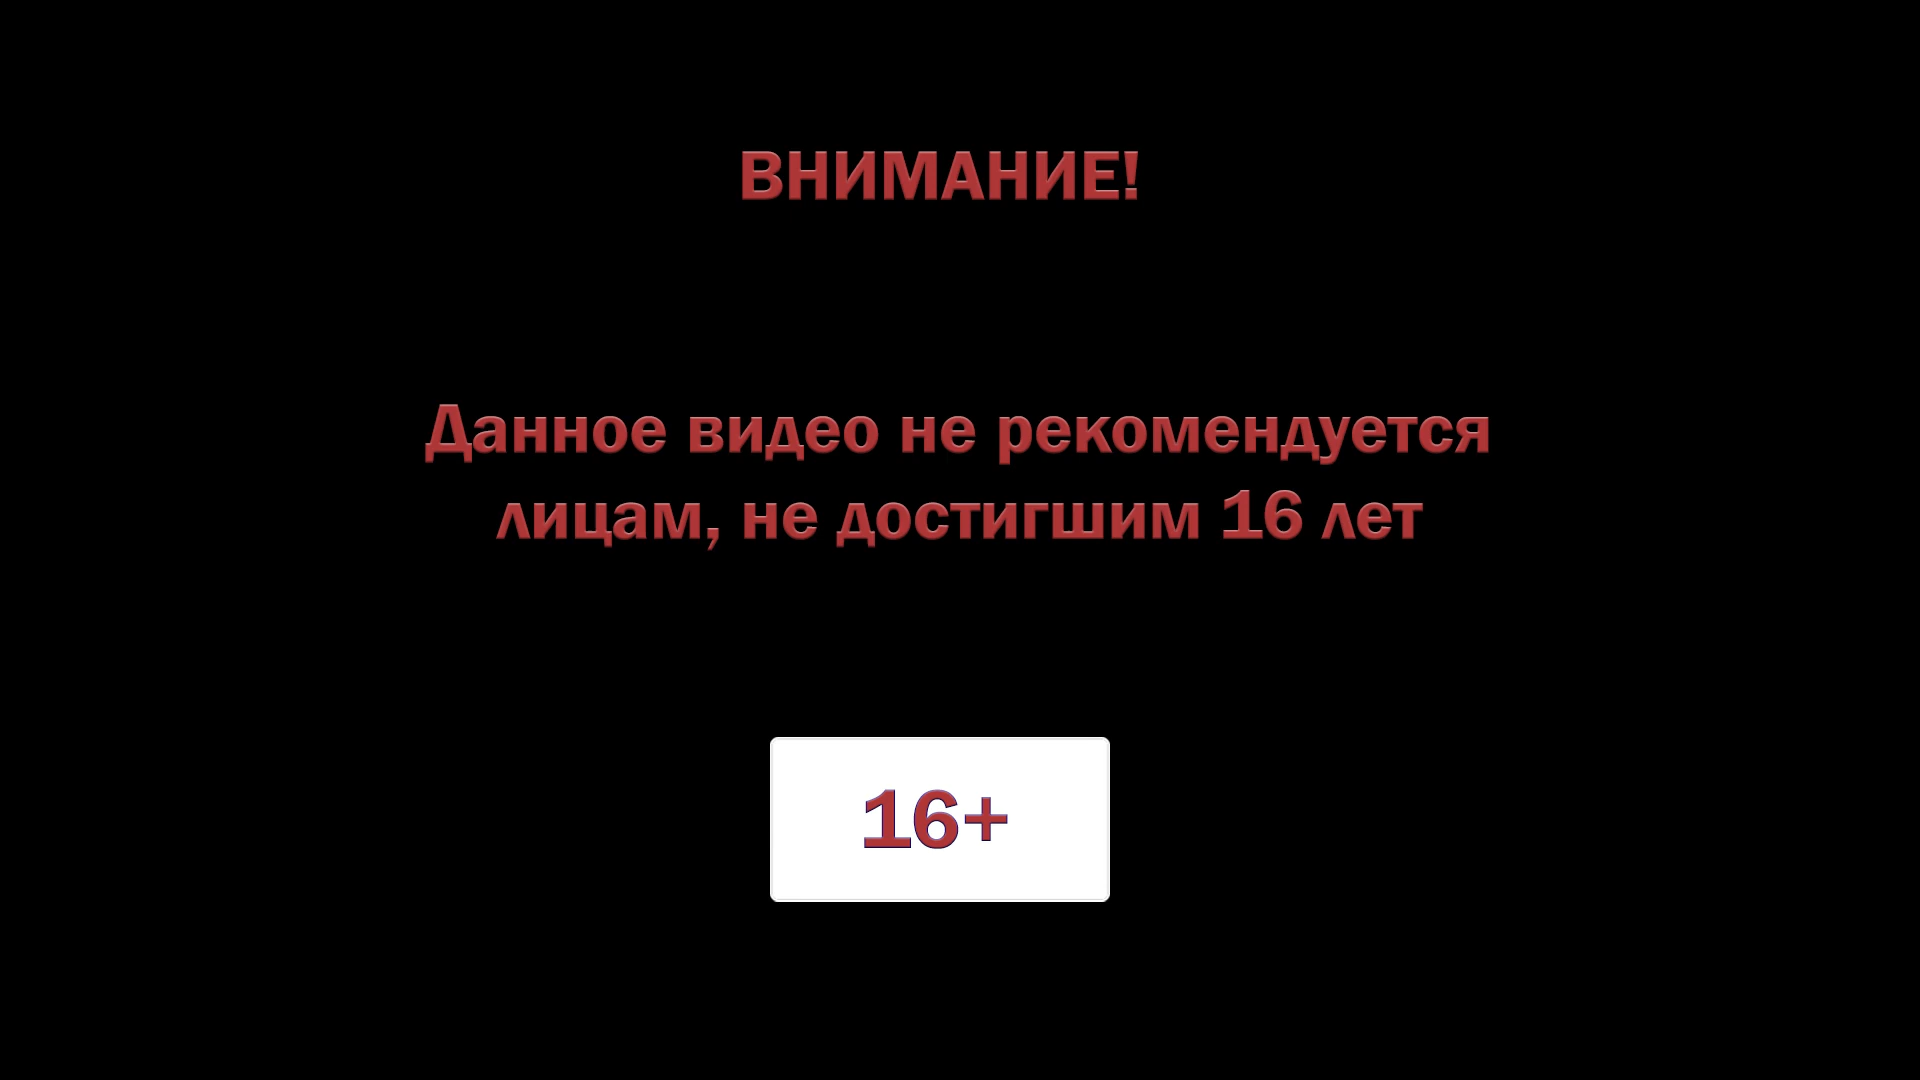 ВНИМАНИЕ!
Данное видео не рекомендуется
лицам, не достигшим 16 лет
16+